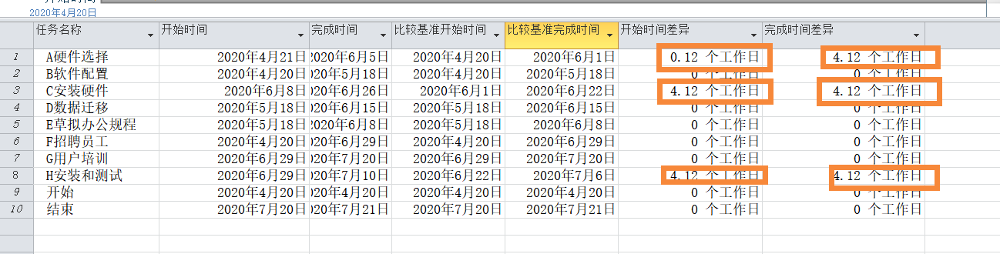 2020年4月20日
任务名称 开始时间 完成时间 比较基准开始时间 比较基准完成时间 开始时间差异 完成时间差异
1 A硬件选择 2020年4月21日 2020年6月5日 2020年4月20日 2020年6月1日 0.12 个工作日 4.12 个工作日
2 B软件配置 2020年4月20日 2020年5月18日 2020年4月20日 2020年5月18日 0 个工作日 0 个工作日
3 C安装硬件 2020年6月8日 020年6月26日 2020年6月1日 2020年6月22日 4.12 个工作日 4.12 个工作日
4 D数据迁移 2020年5月18日 020年6月15日 2020年5月18日 2020年6月15日 0 个工作日 0 个工作日
5 E草拟办公规程 2020年5月18日 2020年6月8日 2020年5月18日 2020年6月8日 0 个工作日 0 个工作日
6 F招聘员工 2020年4月20日 020年6月29日 2020年4月20日 2020年6月29日 0 个工作日 0 个工作日
7 G用户培训 2020年6月29日 020年7月20日 2020年6月29日 2020年7月20日 0 个工作日 0 个工作日
8 H安装和测试 2020年6月29日 020年7月10日 2020年6月22日 2020年7月6日 4.12 个工作日 4.12 个工作日
9 开始 2020年4月20日 020年4月20日 2020年4月20日 2020年4月20日 0 个工作日 0 个工作日
10 结束 2020年7月20日 020年7月21日 2020年7月20日 2020年7月21日 0 个工作日 0 个工作日